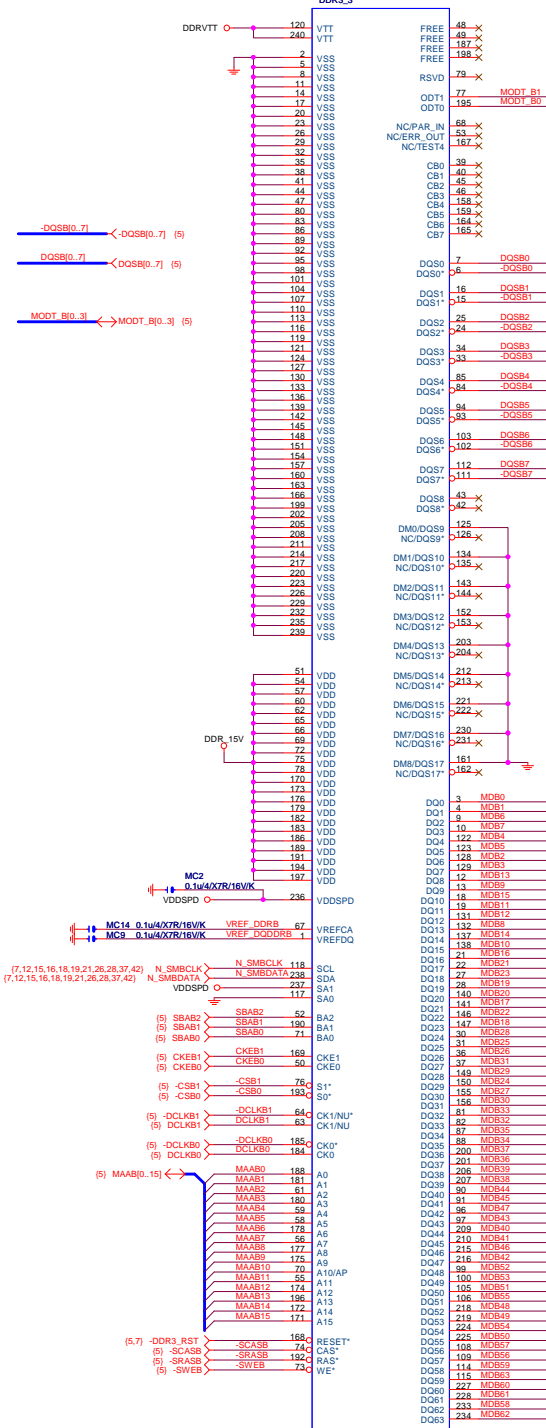 DDR3_3
DDRVTT 120 VTT
240 VTT
2 VSS
5 VSS
8 VSS
11 VSS
14 VSS
17 VSS
20 VSS
23 VSS
26 VSS
29 VSS
32 VSS
35 VSS
38 VSS
41 VSS
44 VSS
47 VSS
80 VSS
83 VSS
86 VSS
89 VSS
92 VSS
95 VSS
98 VSS
101 VSS
104 VSS
107 VSS
110 VSS
113 VSS
116 VSS
119 VSS
121 VSS
124 VSS
127 VSS
130 VSS
133 VSS
136 VSS
139 VSS
142 VSS
145 VSS
148 VSS
151 VSS
154 VSS
157 VSS
160 VSS
163 VSS
166 VSS
199 VSS
202 VSS
205 VSS
208 VSS
211 VSS
214 VSS
217 VSS
220 VSS
223 VSS
226 VSS
229 VSS
232 VSS
235 VSS
239 VSS
-DQSB[0..7] -DQSB[0..7] {5}
DQSB[0..7] DQSB[0..7] {5}
MODT_B[0..3] MODT_B[0..3] {5}
51 VDD
54 VDD
57 VDD
60 VDD
62 VDD
65 VDD
66 VDD
69 VDD
72 VDD
DDR_15V 75 VDD
78 VDD
170 VDD
173 VDD
176 VDD
179 VDD
182 VDD
183 VDD
186 VDD
189 VDD
191 VDD
194 VDD
197 VDD
MC2
0.1u/4/X7R/16V/K
VDDSPD 236 VDDSPD
MC14 0.1u/4/X7R/16V/K VREF_DDRB 67 VREFCA
MC9 0.1u/4/X7R/16V/K VREF_DQDDRB 1 VREFDQ
{7,12,15,16,18,19,21,26,28,37,42} N_SMBCLK N_SMBCLK 118 SCL
{7,12,15,16,18,19,21,26,28,37,42} N_SMBDATA N_SMBDATA 238 SDA
VDDSPD 237 SA1
117 SA0
{5} SBAB2 SBAB2 52 BA2
{5} SBAB1 SBAB1 190 BA1
{5} SBAB0 SBAB0 71 BA0
{5} CKEB1 CKEB1 169 CKE1
{5} CKEB0 CKEB0 50 CKE0
{5} -CSB1 -CSB1 76 S1*
{5} -CSB0 -CSB0 193 S0*
{5} -DCLKB1 -DCLKB1 64 CK1/NU*
{5} DCLKB1 DCLKB1 63 CK1/NU
{5} -DCLKB0 -DCLKB0 185 CK0*
{5} DCLKB0 DCLKB0 184 CK0
{5} MAAB[0..15] MAAB0 188 A0
MAAB1 181 A1
MAAB2 61 A2
MAAB3 180 A3
MAAB4 59 A4
MAAB5 58 A5
MAAB6 178 A6
MAAB7 56 A7
MAAB8 177 A8
MAAB9 175 A9
MAAB10 70 A10/AP
MAAB11 55 A11
MAAB12 174 A12
MAAB13 196 A13
MAAB14 172 A14
MAAB15 171 A15
{5,7} -DDR3_RST 168 RESET*
{5} -SCASB -SCASB 74 CAS*
{5} -SRASB -SRASB 192 RAS*
{5} -SWEB -SWEB 73 WE*
FREE 48
FREE 49
FREE 187
FREE 198
RSVD 79
ODT1 77 MODT_B1
ODT0 195 MODT_B0
NC/PAR_IN 68
NC/ERR_OUT 53
NC/TEST4 167
CB0 39
CB1 40
CB2 45
CB3 46
CB4 158
CB5 159
CB6 164
CB7 165
DQS0 7 DQSB0
DQS0* 6 -DQSB0
DQS1 16 DQSB1
DQS1* 15 -DQSB1
DQS2 25 DQSB2
DQS2* 24 -DQSB2
DQS3 34 DQSB3
DQS3* 33 -DQSB3
DQS4 85 DQSB4
DQS4* 84 -DQSB4
DQS5 94 DQSB5
DQS5* 93 -DQSB5
DQS6 103 DQSB6
DQS6* 102 -DQSB6
DQS7 112 DQSB7
DQS7* 111 -DQSB7
DQS8 43
DQS8* 42
DM0/DQS9 125
NC/DQS9* 126
DM1/DQS10 134
NC/DQS10* 135
DM2/DQS11 143
NC/DQS11* 144
DM3/DQS12 152
NC/DQS12* 153
DM4/DQS13 203
NC/DQS13* 204
DM5/DQS14 212
NC/DQS14* 213
DM6/DQS15 221
NC/DQS15* 222
DM7/DQS16 230
NC/DQS16* 231
DM8/DQS17 161
NC/DQS17* 162
DQ0 3 MDB0
DQ1 4 MDB1
DQ2 9 MDB6
DQ3 10 MDB7
DQ4 122 MDB4
DQ5 123 MDB5
DQ6 128 MDB2
DQ7 129 MDB3
DQ8 12 MDB13
DQ9 13 MDB9
DQ10 18 MDB15
DQ11 19 MDB11
DQ12 131 MDB12
DQ13 132 MDB8
DQ14 137 MDB14
DQ15 138 MDB10
DQ16 21 MDB16
DQ17 22 MDB21
DQ18 27 MDB23
DQ19 28 MDB19
DQ20 140 MDB20
DQ21 141 MDB17
DQ22 146 MDB22
DQ23 147 MDB18
DQ24 30 MDB28
DQ25 31 MDB25
DQ26 36 MDB26
DQ27 37 MDB31
DQ28 149 MDB29
DQ29 150 MDB24
DQ30 155 MDB27
DQ31 156 MDB30
DQ32 81 MDB33
DQ33 82 MDB32
DQ34 87 MDB35
DQ35 88 MDB34
DQ36 200 MDB37
DQ37 201 MDB36
DQ38 206 MDB39
DQ39 207 MDB38
DQ40 90 MDB44
DQ41 91 MDB45
DQ42 96 MDB47
DQ43 97 MDB43
DQ44 209 MDB40
DQ45 210 MDB41
DQ46 215 MDB46
DQ47 216 MDB42
DQ48 99 MDB52
DQ49 100 MDB53
DQ50 105 MDB51
DQ51 106 MDB55
DQ52 218 MDB48
DQ53 219 MDB49
DQ54 224 MDB54
DQ55 225 MDB50
DQ56 108 MDB57
DQ57 109 MDB56
DQ58 114 MDB59
DQ59 115 MDB63
DQ60 227 MDB60
DQ61 228 MDB61
DQ62 233 MDB58
DQ63 234 MDB62